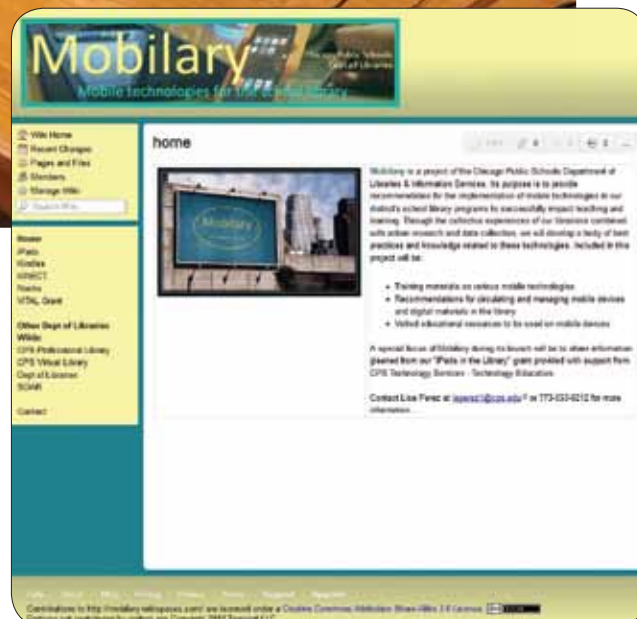 Mobilary
Mobile technologies for the school library
Wiki Home
Recent Changes
Pages and Files
Members
Manage Wiki
home
Home
iPads
Kindles
KINECT
Nooks
VITAL Grant
Other Dept of Libraries
Wikis:
CPS Professional Library
CPS Virtual Library
Dept of Libraries
SOAR
Contact
Mobilary
Mobilary is a project of the Chicago Public Schools Department of
Libraries & Information Services. Its purpose is to provide
recommendations for the implementation of mobile technologies in our
district's school library programs to successfully impact teaching and
learning. Through the collective experiences of our librarians combined
with action research and data collection, we will develop a body of best
practices and knowledge related to these technologies. Included in this
project will be:
• Training materials on various mobile technologies
• Recommendations for circulating and managing mobile devices
and digital materials in the library
• Vetted educational resources to be used on mobile devices
A special focus of Mobilary during its launch will be to share information
gleaned from our "iPads in the Library" grant provided with support from
CPS Technology Services - Technology Education.
Contact Lisa Perez at or for more
information.
Contributions to http://mobilary.wikispaces.com/ are licensed under a Creative Commons Attribution Share-Alike 3.0 License.